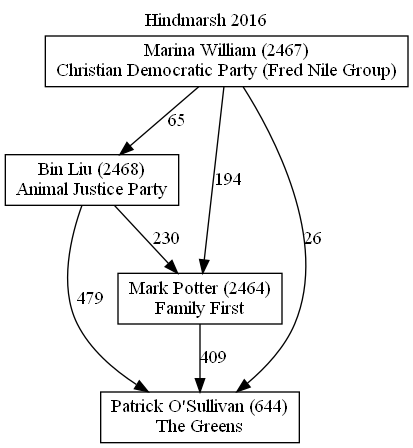 Hindmarsh 2016
Marina William (2467)
Christian Democratic Party (Fred Nile Group)
65
Bin Liu (2468)
Animal Justice Party
194
230
26
Mark Potter (2464)
Family First
479
409
Patrick O'Sullivan (644)
The Greens